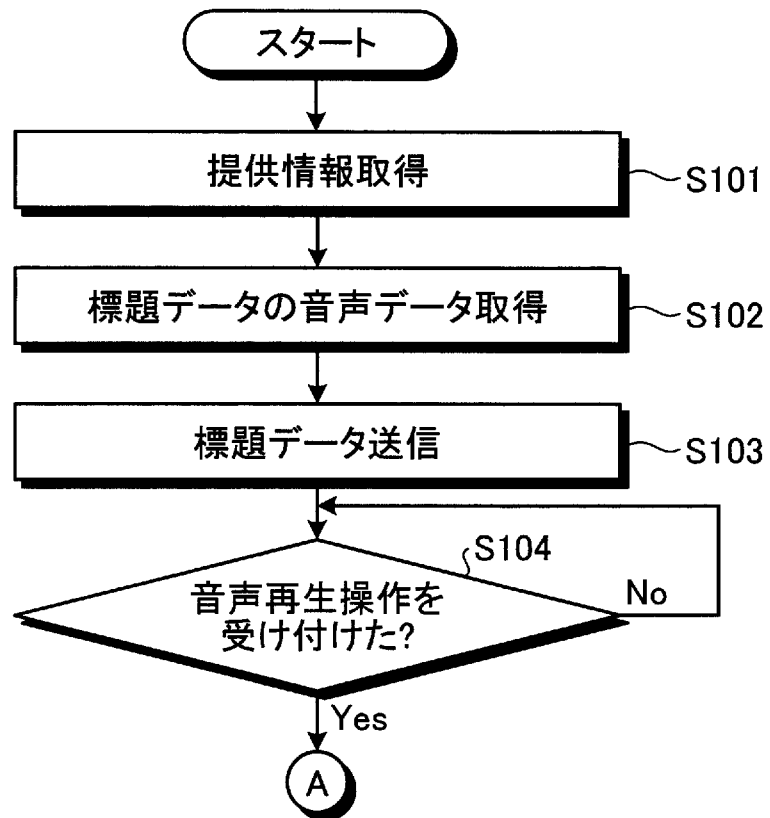 スタート
提供情報取得
S101
標題データの音声データ取得
S102
標題データ送信
S103
S104
音声再生操作を
受け付けた?
No
Yes
A